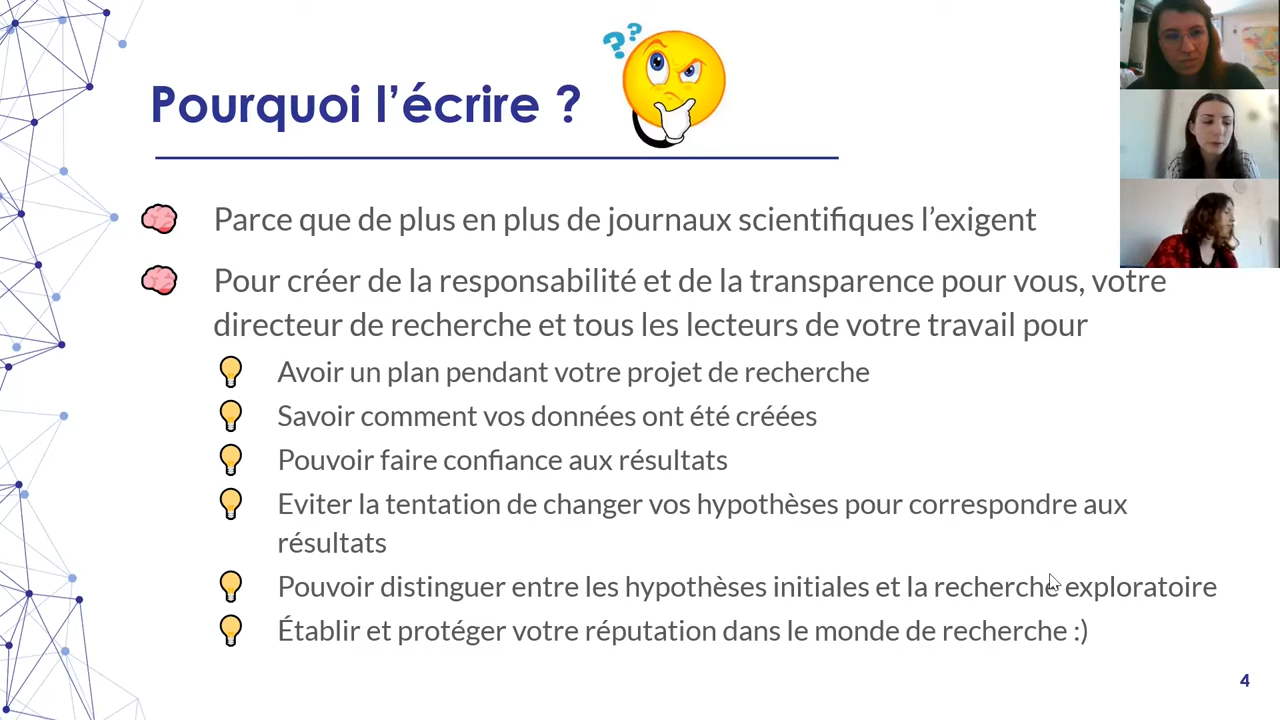 Pourquoi l'écrire ?
??
Parce que de plus en plus de journaux scientifiques l'exigent
Pour créer de la responsabilité et de la transparence pour vous, votre
directeur de recherche et tous les lecteurs de votre travail pour
Avoir un plan pendant votre projet de recherche
Savoir comment vos données ont été créées
Pouvoir faire confiance aux résultats
Eviter la tentation de changer vos hypothèses pour correspondre aux
résultats
Pouvoir distinguer entre les hypothèses initiales et la recherche exploratoire
Établir et protéger votre réputation dans le monde de recherche :)
4